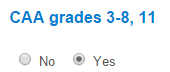 CAA grades 3-8, 11
No Yes